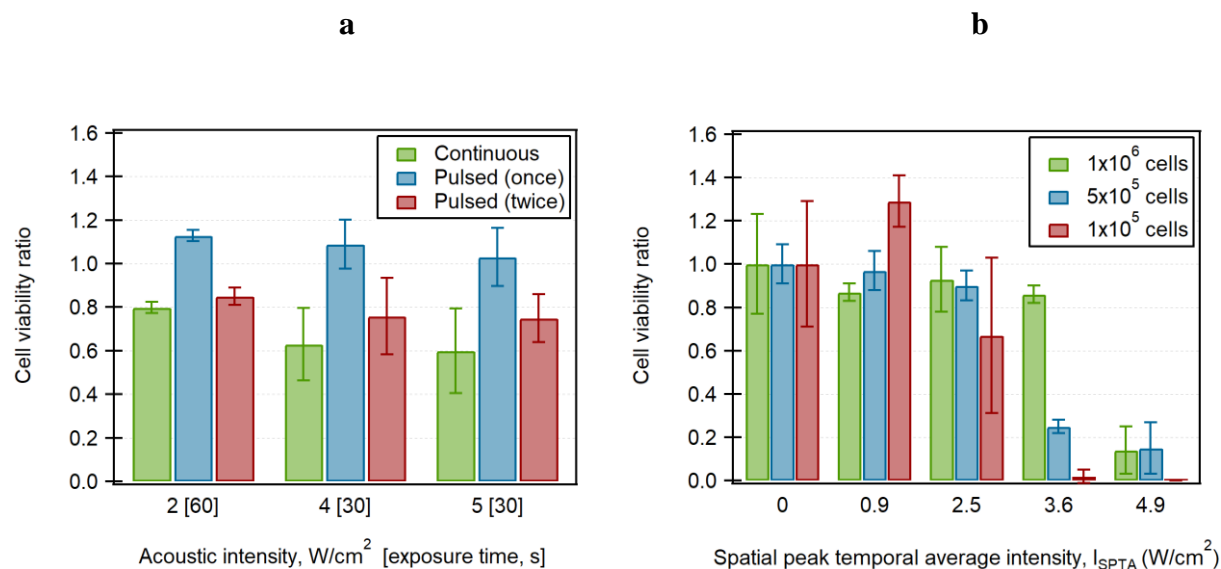 a
1.6
1.4
1.2
1.0
0.8
0.6
0.4
0.2
0.0
Cell viability ratio
Continuous
Pulsed (once)
Pulsed (twice)
2 [60]
4 [30]
5 [30]
Acoustic intensity, W/cm² [exposure time, s]
b
1.6
1.4
1.2
1.0
0.8
0.6
0.4
0.2
0.0
Cell viability ratio
1x10⁶ cells
5x10⁵ cells
1x10⁵ cells
0
0.9
2.5
3.6
4.9
Spatial peak temporal average intensity, I_SPTA (W/cm²)